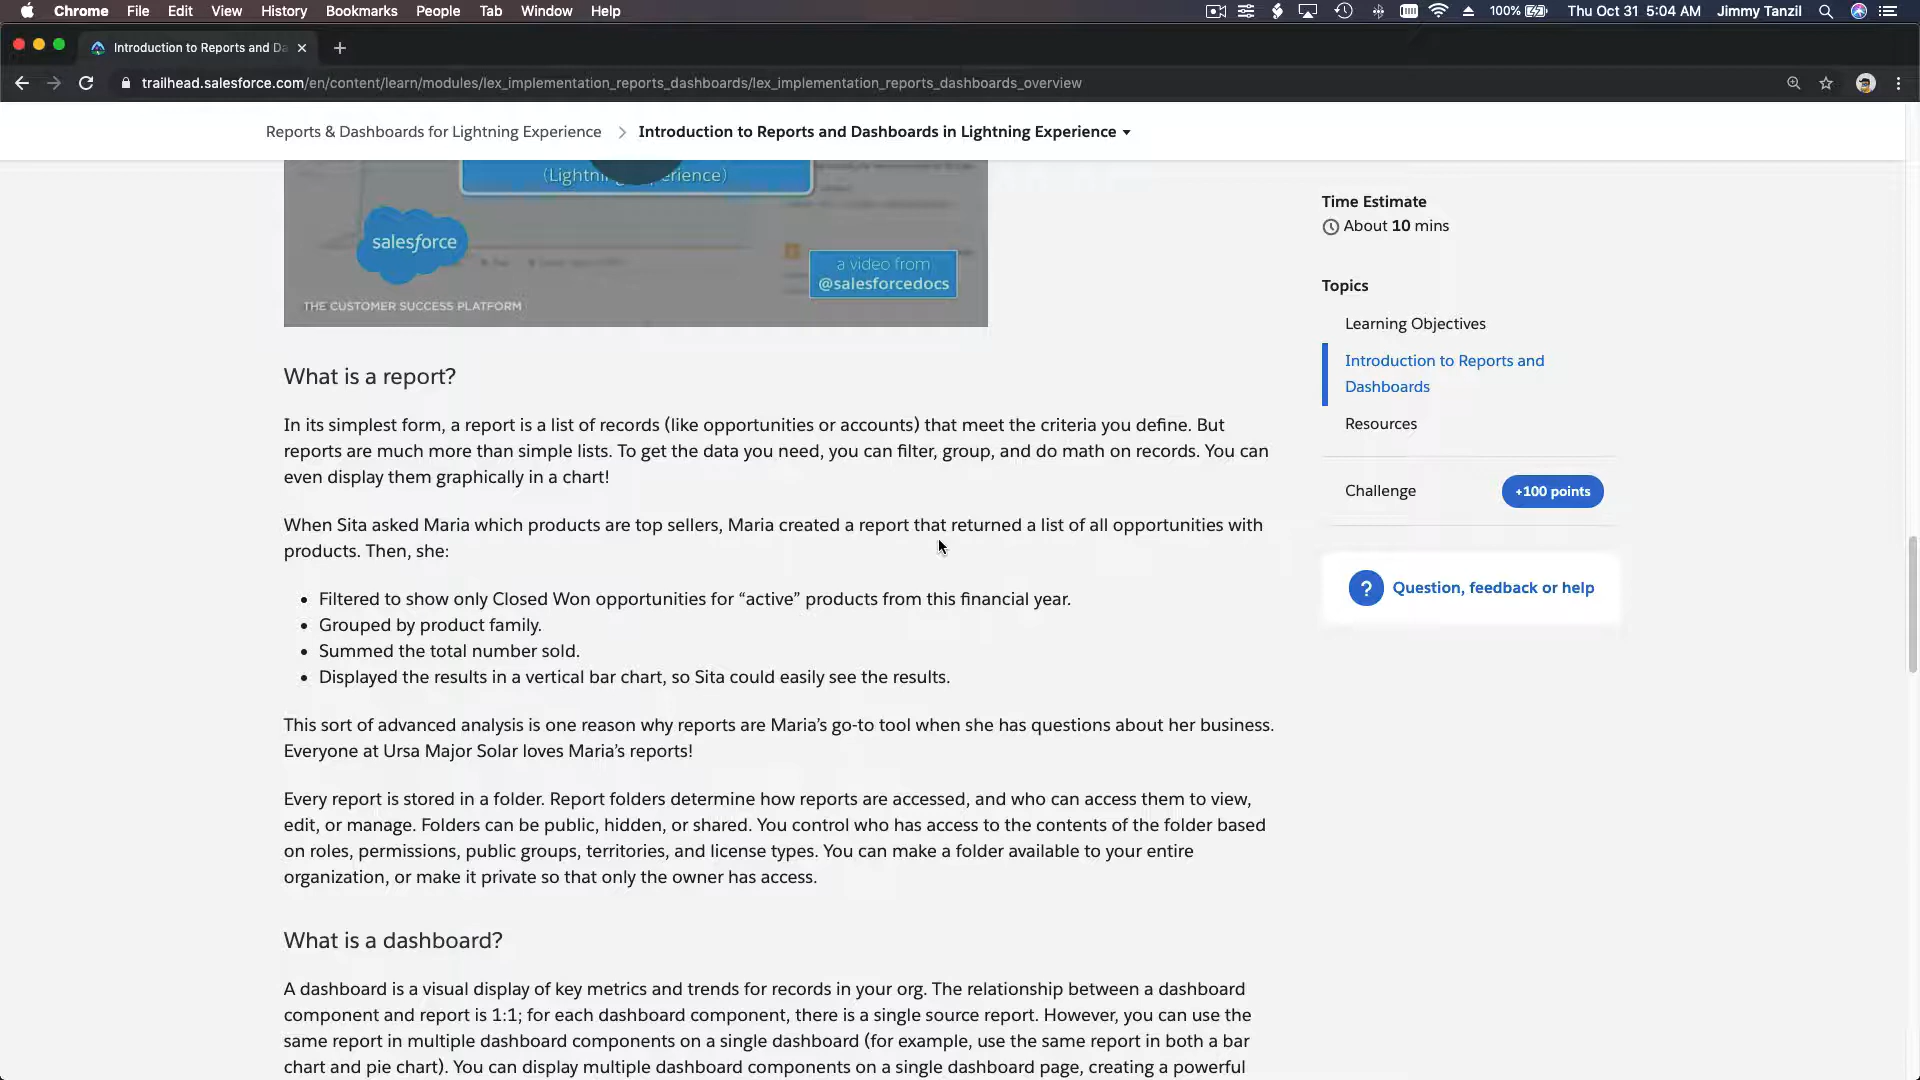 Chrome File Edit View History Bookmarks People Tab Window Help 100% Thu Oct 31 5:04 AM Jimmy Tanzil
Introduction to Reports and Da
trailhead.salesforce.com/en/content/learn/modules/lex_implementation_reports_dashboards/lex_implementation_reports_dashboards_overview
Reports & Dashboards for Lightning Experience > Introduction to Reports and Dashboards in Lightning Experience
salesforce
a video from
@salesforcedocs
THE CUSTOMER SUCCESS PLATFORM
What is a report?
In its simplest form, a report is a list of records (like opportunities or accounts) that meet the criteria you define. But
reports are much more than simple lists. To get the data you need, you can filter, group, and do math on records. You can
even display them graphically in a chart!
When Sita asked Maria which products are top sellers, Maria created a report that returned a list of all opportunities with
products. Then, she:
• Filtered to show only Closed Won opportunities for “active” products from this financial year.
• Grouped by product family.
• Summed the total number sold.
• Displayed the results in a vertical bar chart, so Sita could easily see the results.
This sort of advanced analysis is one reason why reports are Maria’s go-to tool when she has questions about her business.
Everyone at Ursa Major Solar loves Maria’s reports!
Every report is stored in a folder. Report folders determine how reports are accessed, and who can access them to view,
edit, or manage. Folders can be public, hidden, or shared. You control who has access to the contents of the folder based
on roles, permissions, public groups, territories, and license types. You can make a folder available to your entire
organization, or make it private so that only the owner has access.
What is a dashboard?
A dashboard is a visual display of key metrics and trends for records in your org. The relationship between a dashboard
component and report is 1:1; for each dashboard component, there is a single source report. However, you can use the
same report in multiple dashboard components on a single dashboard (for example, use the same report in both a bar
chart and pie chart). You can display multiple dashboard components on a single dashboard page, creating a powerful
Time Estimate
About 10 mins
Topics
Learning Objectives
Introduction to Reports and
Dashboards
Resources
Challenge +100 points
? Question, feedback or help